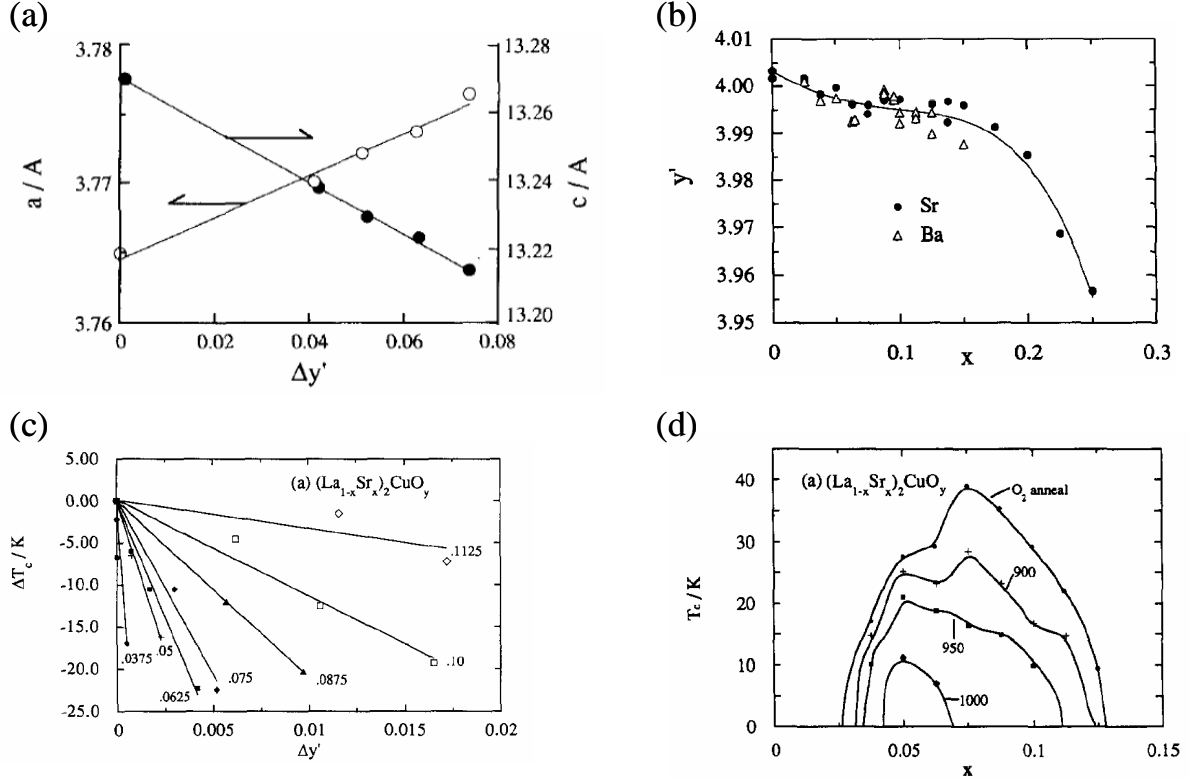 (a)
3.78
3.77
3.76
a / A
13.28
13.26
13.24
13.22
13.20
c / A
0 0.02 0.04 0.06 0.08
Δy'
(b)
4.01
4.00
3.99
3.98
3.97
3.96
3.95
y'
Sr
Ba
0 0.1 0.2 0.3
x
(c)
5.00
0.00
-5.00
-10.00
-15.00
-20.00
-25.00
ΔTc / K
(a) (La1-xSrx)2CuOy
.1125
.10
.0875
.075
.0625
.05
.0375
0 0.005 0.01 0.015 0.02
Δy'
(d)
40
30
20
10
0
Tc / K
(a) (La1-xSrx)2CuOy
O2 anneal
900
950
1000
0 0.05 0.1 0.15
x